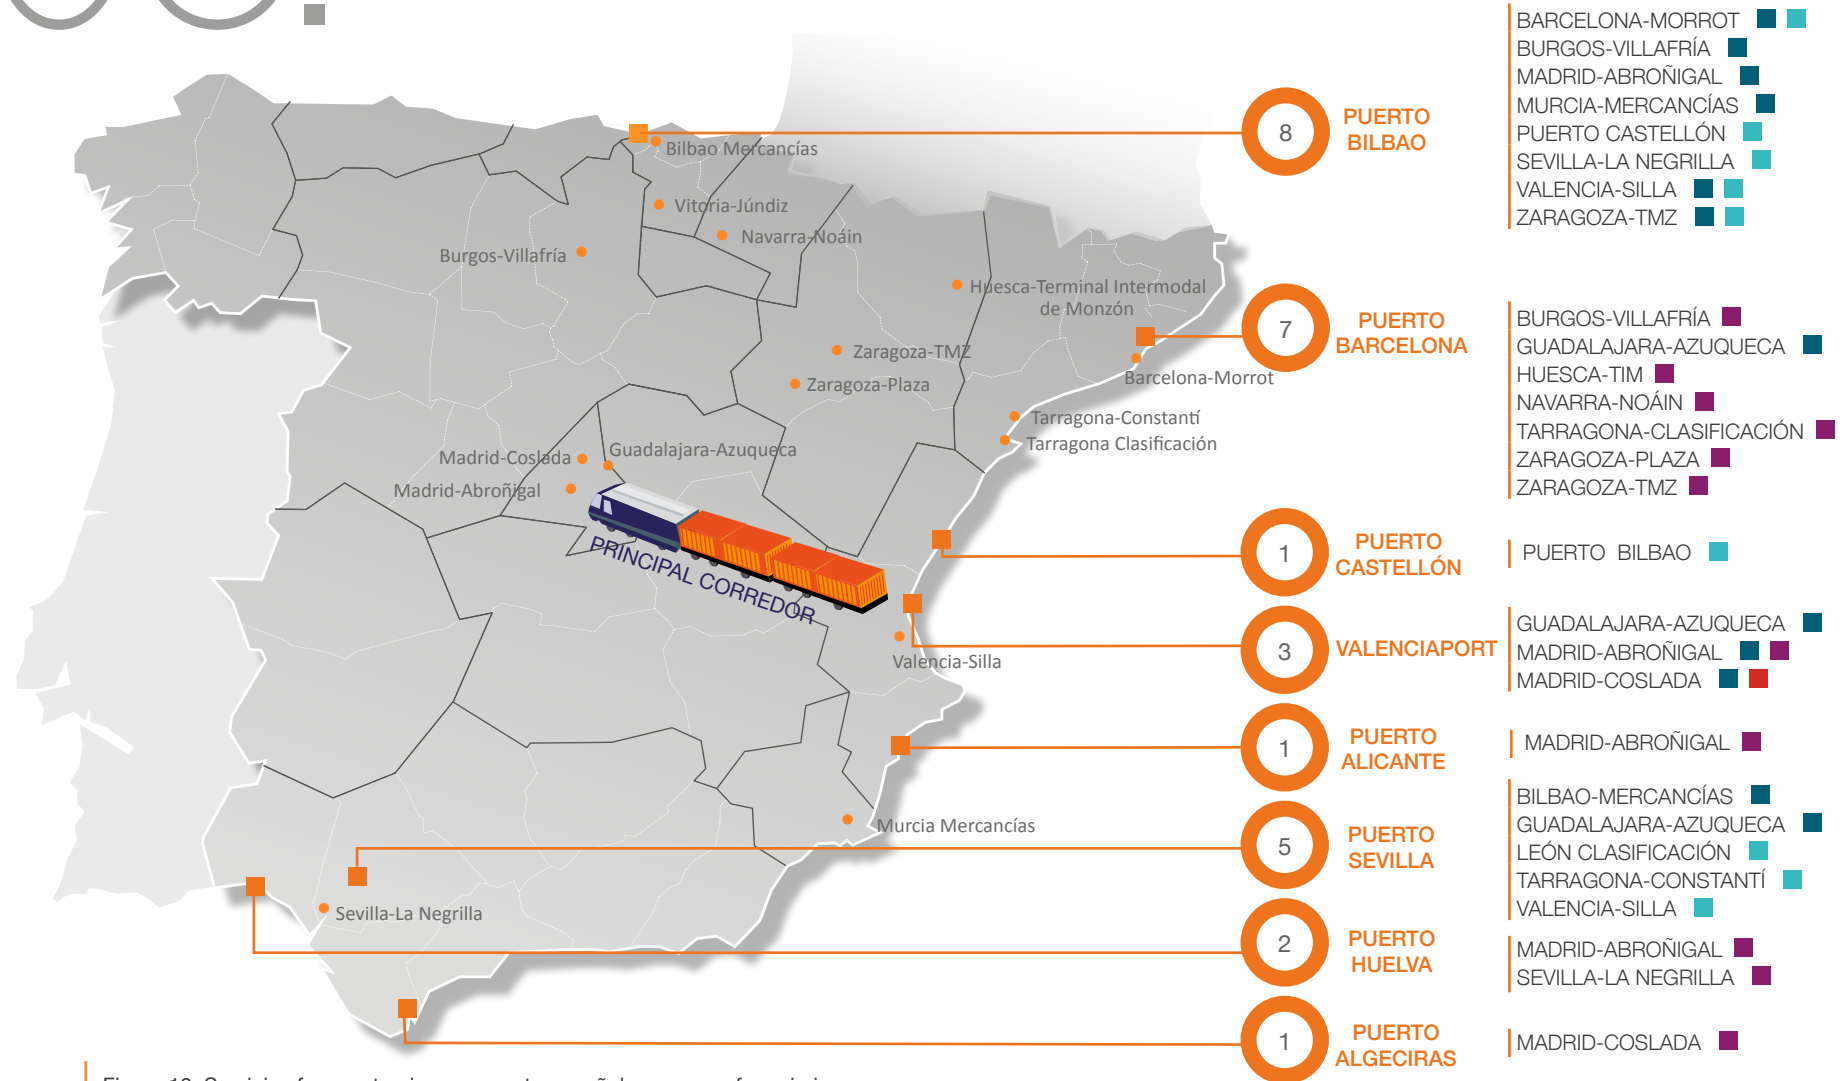 Bilbao Mercancías
Vitoria-Júndiz
Navarra-Noáin
Burgos-Villafría
Huesca-Terminal Intermodal
de Monzón
Zaragoza-TMZ
Zaragoza-Plaza
Barcelona-Morrot
Tarragona-Constantí
Tarragona Clasificación
Madrid-Coslada
Guadalajara-Azuqueca
Madrid-Abroñigal
PRINCIPAL CORREDOR
Valencia-Silla
Murcia Mercancías
Sevilla-La Negrilla
8
PUERTO
BILBAO
BARCELONA-MORROT
BURGOS-VILLAFRÍA
MADRID-ABROÑIGAL
MURCIA-MERCANCÍAS
PUERTO CASTELLÓN
SEVILLA-LA NEGRILLA
VALENCIA-SILLA
ZARAGOZA-TMZ
7
PUERTO
BARCELONA
BURGOS-VILLAFRÍA
GUADALAJARA-AZUQUECA
HUESCA-TIM
NAVARRA-NOÁIN
TARRAGONA-CLASIFICACIÓN
ZARAGOZA-PLAZA
ZARAGOZA-TMZ
1
PUERTO
CASTELLÓN
PUERTO BILBAO
3
VALENCIAPORT
GUADALAJARA-AZUQUECA
MADRID-ABROÑIGAL
MADRID-COSLADA
1
PUERTO
ALICANTE
MADRID-ABROÑIGAL
5
PUERTO
SEVILLA
BILBAO-MERCANCÍAS
GUADALAJARA-AZUQUECA
LEÓN CLASIFICACIÓN
TARRAGONA-CONSTANTÍ
VALENCIA-SILLA
2
PUERTO
HUELVA
MADRID-ABROÑIGAL
SEVILLA-LA NEGRILLA
1
PUERTO
ALGECIRAS
MADRID-COSLADA